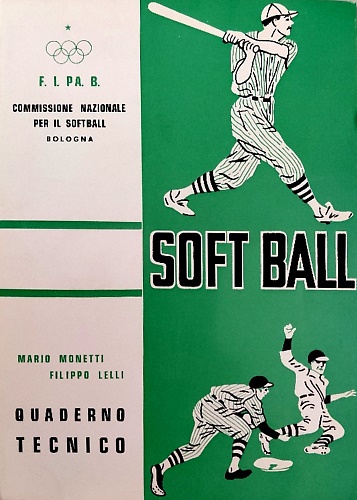 F. I. PA. B.
COMMISSIONE NAZIONALE
PER IL SOFTBALL
BOLOGNA
SOFT BALL
MARIO MONETTI
FILIPPO LELLI
QUADERNO
TECNICO